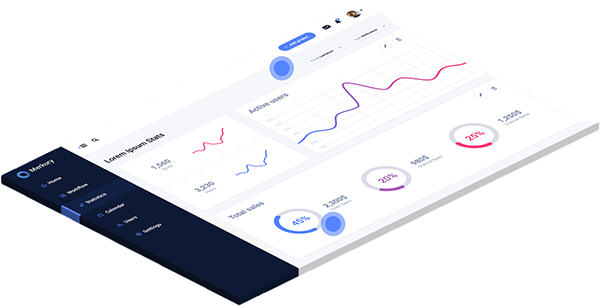 Add project
Lorem Ipsum Stats
Merkury
Home
Workflow
Statistics
Calendar
Users
Settings
1,560
3,230
Active users
Total sales
45%
2,300$
20%
980$
25%
1,250$